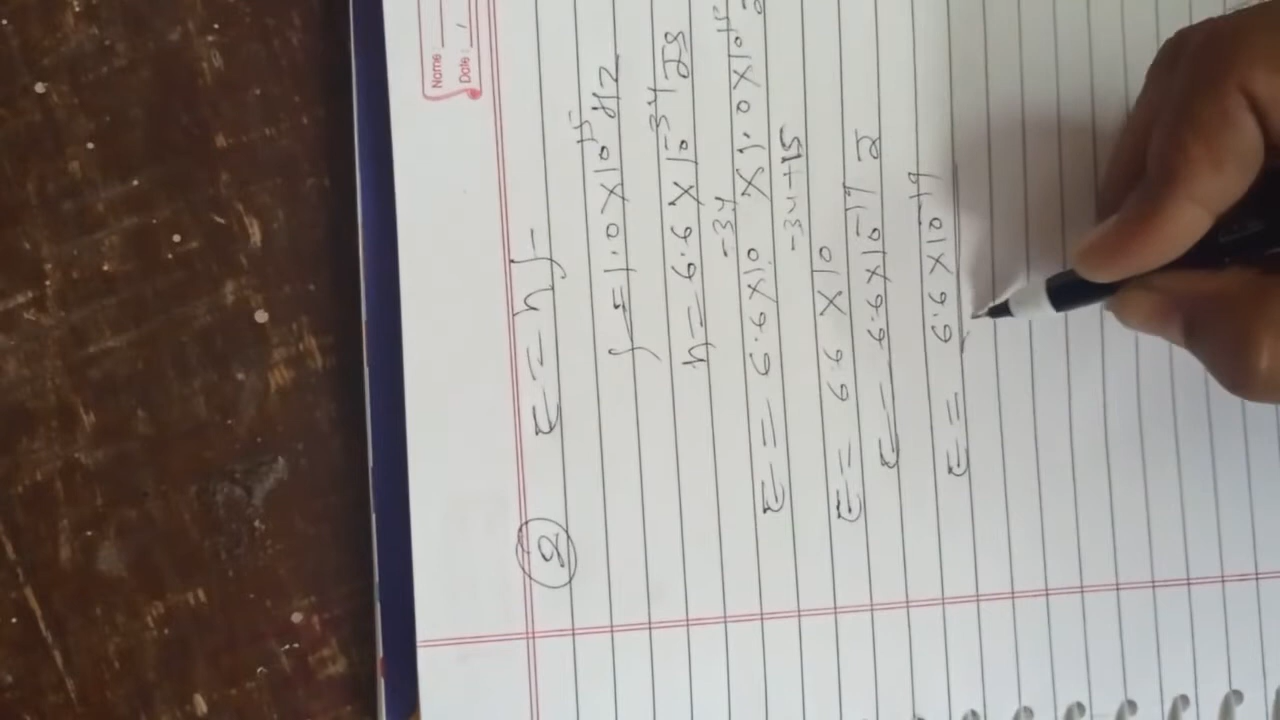 Name :
Date :
② E = hf
f = 1.0 × 10¹⁵ Hz
h = 6.6 × 10⁻³⁴ Js
E = 6.6 × 10⁻³⁴ × 1.0 × 10¹⁵
E = 6.6 × 10⁻³⁴⁺¹⁵
E = 6.6 × 10⁻¹⁹ J
E = 6.6 × 10⁻¹⁹